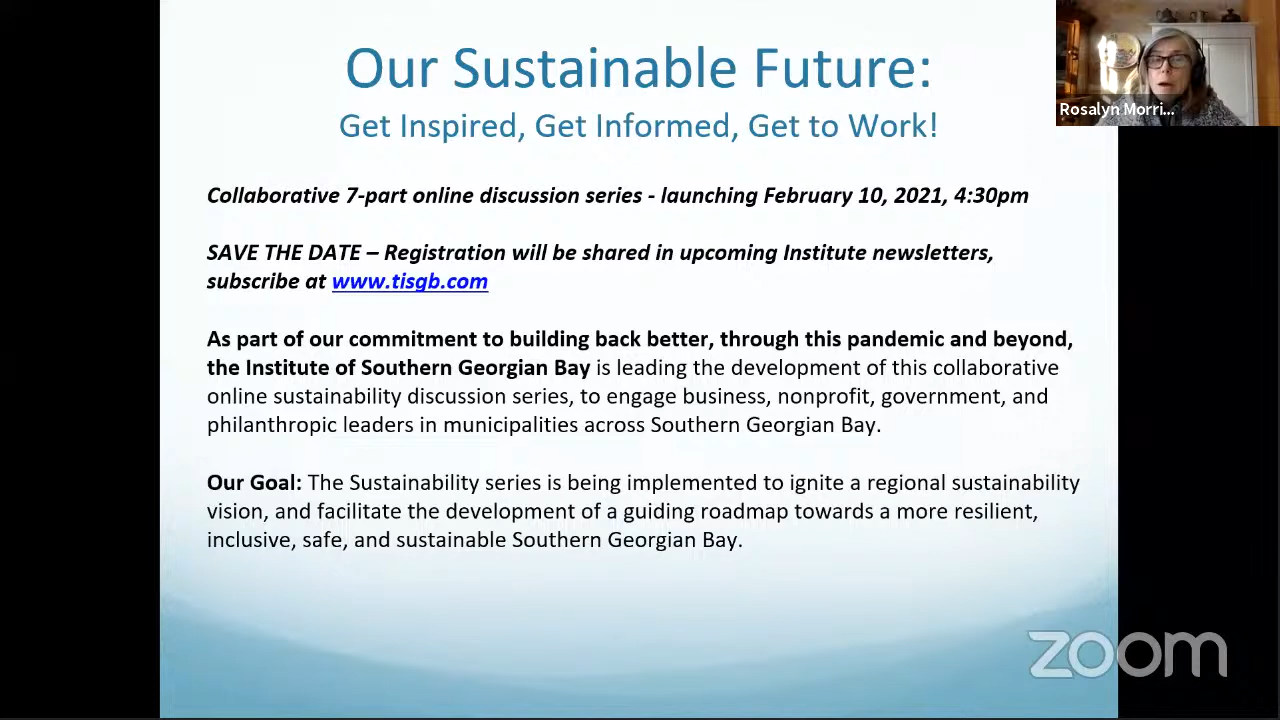 Our Sustainable Future:
Get Inspired, Get Informed, Get to Work!
Rosalyn Morri...
Collaborative 7-part online discussion series - launching February 10, 2021, 4:30pm
SAVE THE DATE – Registration will be shared in upcoming Institute newsletters,
subscribe at www.tisgb.com
As part of our commitment to building back better, through this pandemic and beyond,
the Institute of Southern Georgian Bay is leading the development of this collaborative
online sustainability discussion series, to engage business, nonprofit, government, and
philanthropic leaders in municipalities across Southern Georgian Bay.
Our Goal: The Sustainability series is being implemented to ignite a regional sustainability
vision, and facilitate the development of a guiding roadmap towards a more resilient,
inclusive, safe, and sustainable Southern Georgian Bay.
zoom